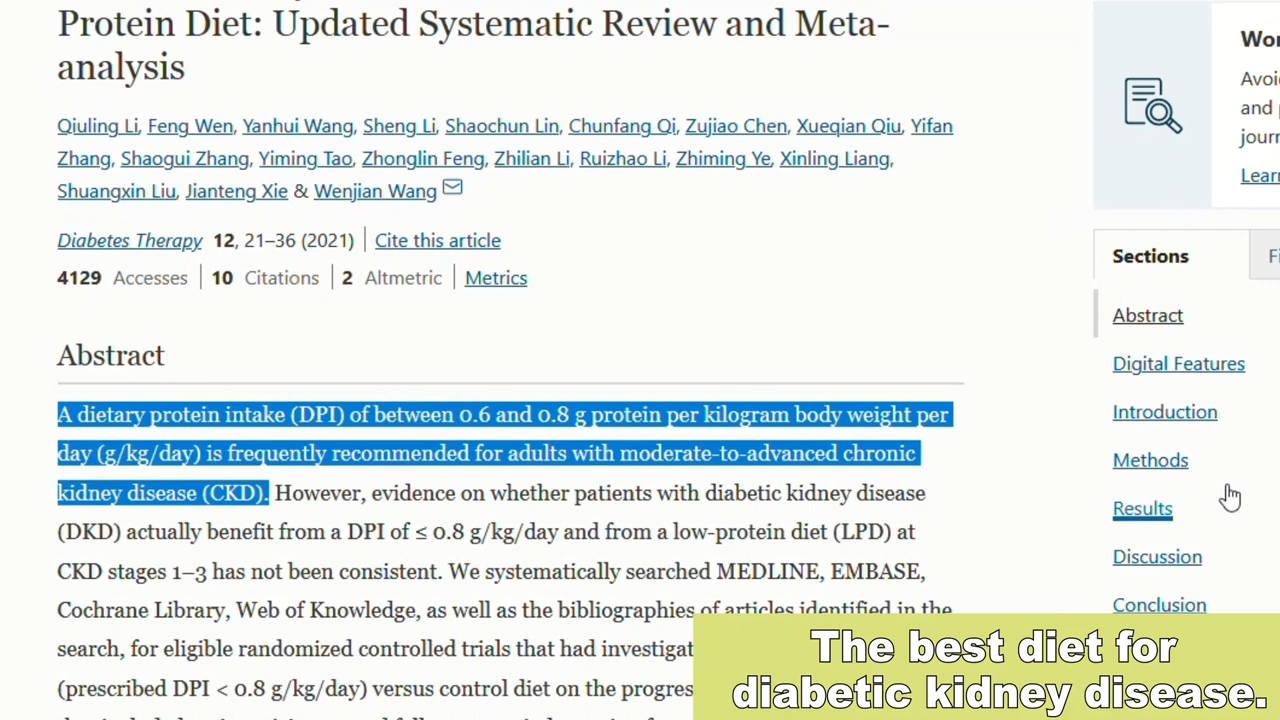 Protein Diet: Updated Systematic Review and Meta-
analysis
Qiuling Li, Feng Wen, Yanhui Wang, Sheng Li, Shaochun Lin, Chunfang Qi, Zujiao Chen, Xueqian Qiu, Yifan
Zhang, Shaogui Zhang, Yiming Tao, Zhonglin Feng, Zhilian Li, Ruizhao Li, Zhiming Ye, Xinling Liang,
Shuangxin Liu, Jianteng Xie & Wenjian Wang
Diabetes Therapy 12, 21–36 (2021) Cite this article
4129 Accesses 10 Citations 2 Altmetric Metrics
Abstract
A dietary protein intake (DPI) of between 0.6 and 0.8 g protein per kilogram body weight per
day (g/kg/day) is frequently recommended for adults with moderate-to-advanced chronic
kidney disease (CKD). However, evidence on whether patients with diabetic kidney disease
(DKD) actually benefit from a DPI of ≤ 0.8 g/kg/day and from a low-protein diet (LPD) at
CKD stages 1–3 has not been consistent. We systematically searched MEDLINE, EMBASE,
Cochrane Library, Web of Knowledge, as well as the bibliographies of articles identified in the
search, for eligible randomized controlled trials that had
(prescribed DPI < 0.8 g/kg/day) versus control diet on the
Sections
Abstract
Digital Features
Introduction
Methods
Results
Discussion
Conclusion
and
The best diet for
diabetic kidney disease.